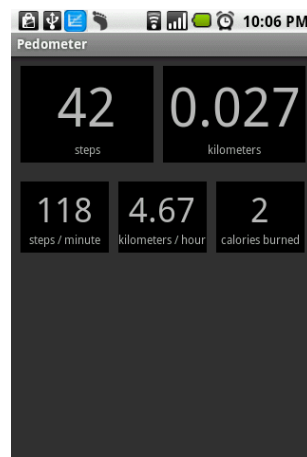 10:06 PM
Pedometer
42 0.027
steps kilometers
118 4.67 2
steps / minute kilometers / hour calories burned